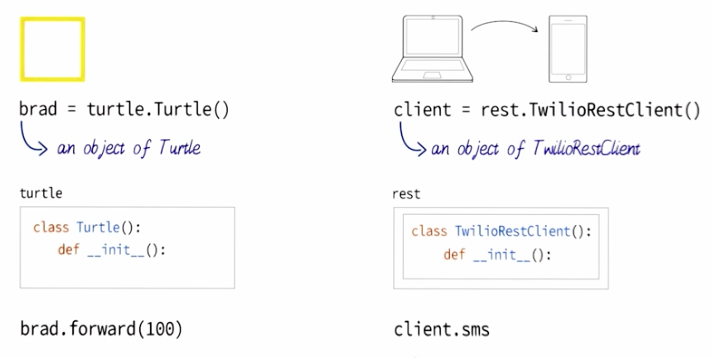 brad = turtle.Turtle()
an object of Turtle
turtle
class Turtle():
def __init__():
brad.forward(100)
client = rest.TwilioRestClient()
an object of TwilioRestClient
rest
class TwilioRestClient():
def __init__():
client.sms